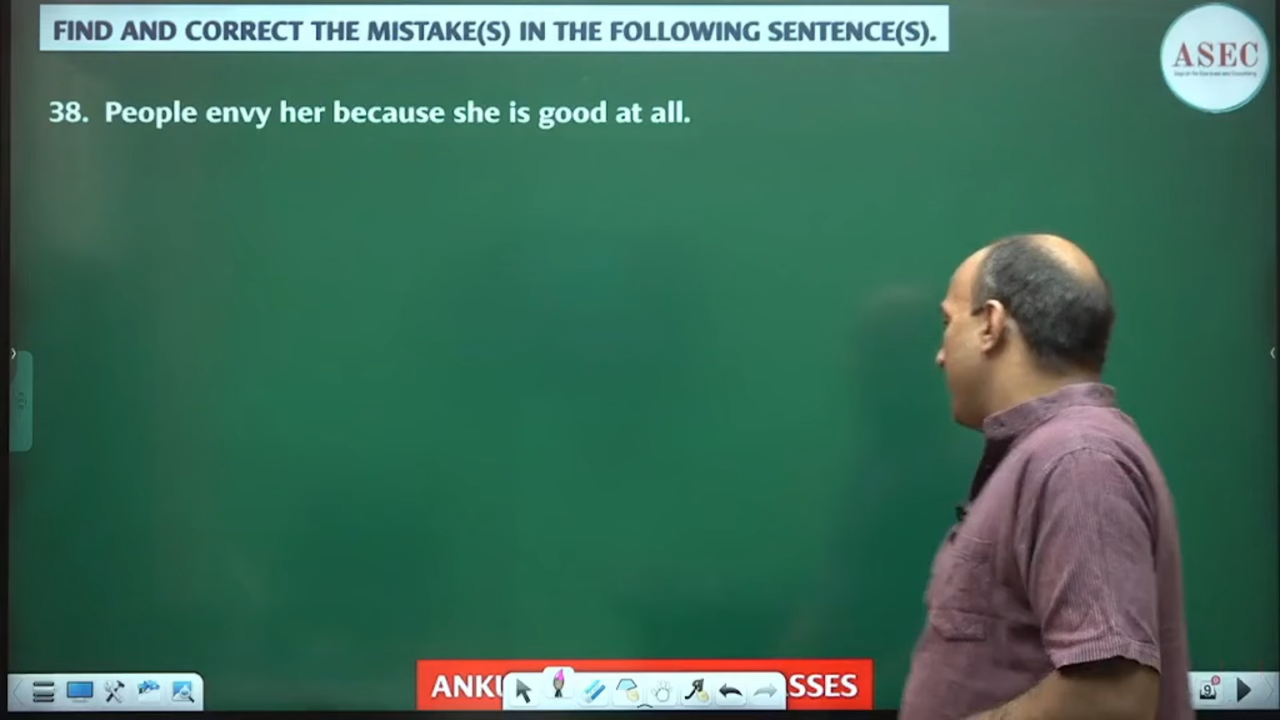 FIND AND CORRECT THE MISTAKE(S) IN THE FOLLOWING SENTENCE(S).
ASEC
38. People envy her because she is good at all.
ANKU
SSES
9